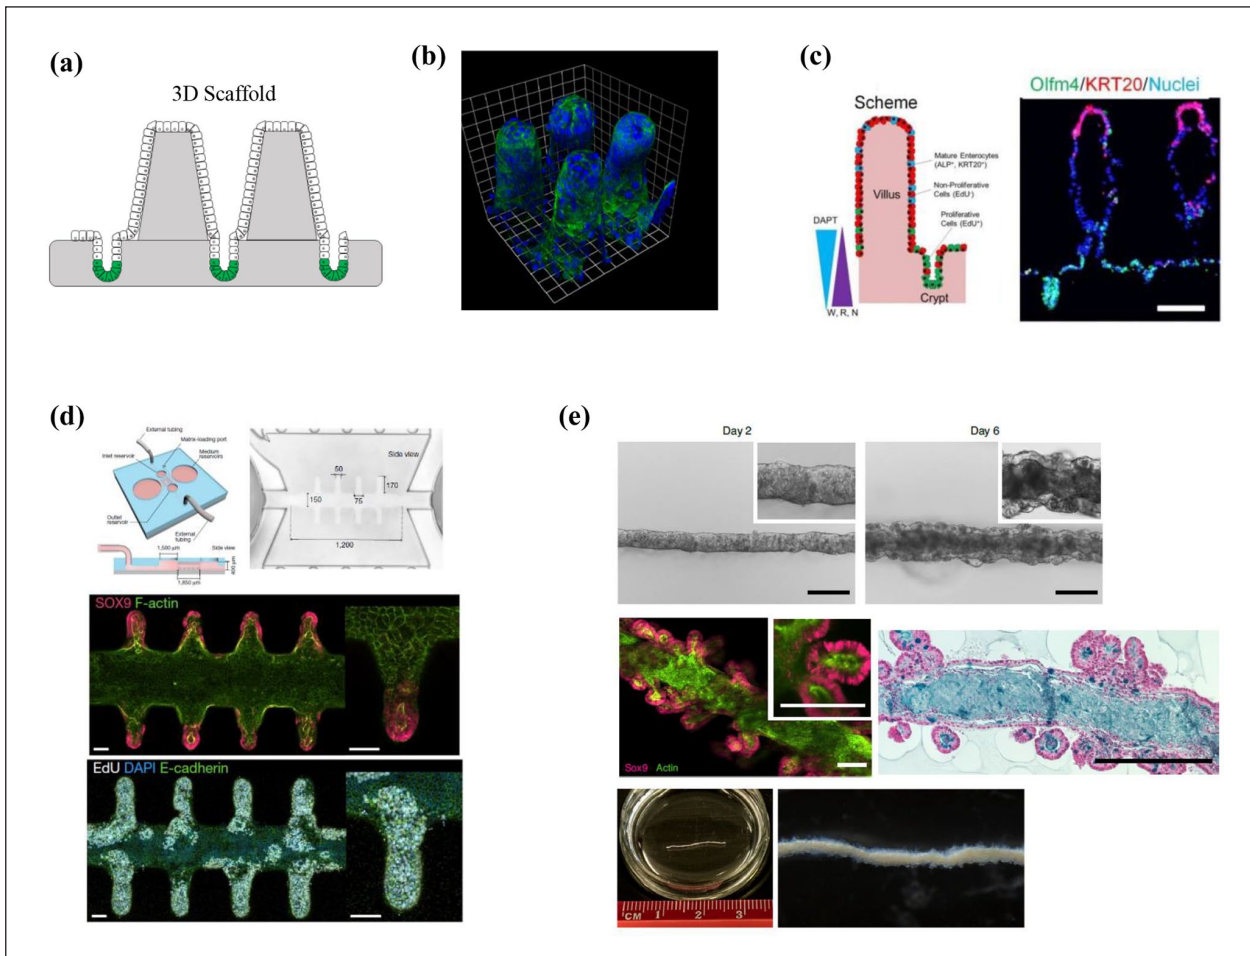 (a)
3D Scaffold
(b)
(c)
Scheme
Mature Enterocytes
(ALP⁺, KRT20⁺)
Non-Proliferative
Cells (EdU⁻)
Proliferative
Cells (EdU⁺)
Villus
DAPT
Crypt
W, R, N
Olfm4/KRT20/Nuclei
(d)
External tubing
Matrix-loading port
Inlet reservoir
Medium
reservoirs
Outlet
reservoir
External
tubing
1,500 µm
Side view
400 µm
1,850 µm
Side view
50
170
150
75
1,200
SOX9 F-actin
EdU DAPI E-cadherin
(e)
Day 2
Day 6
Sox9 Actin
CM 1 2 3